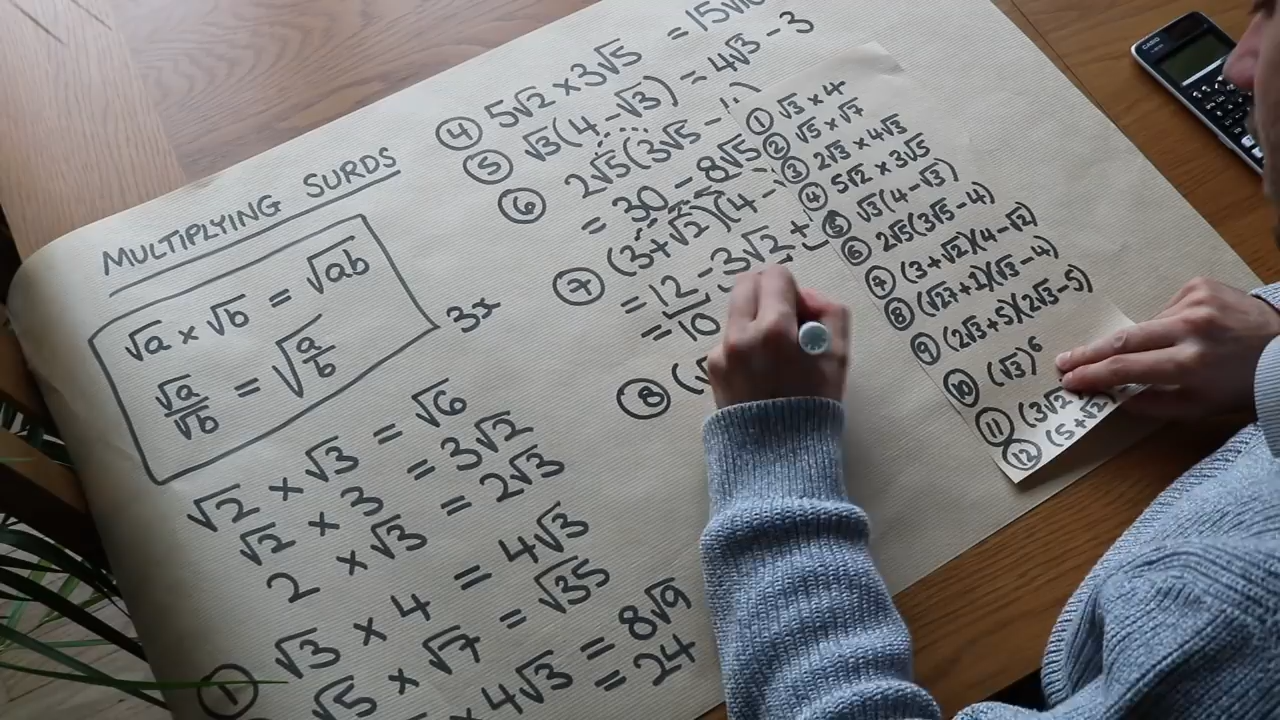 MULTIPLYING SURDS
√a × √b = √ab
√a/√b = √(a/b)
3x
√2 × √3 = √6
√2 × 3 = 3√2
2 × √3 = 2√3
① √3 × 4 = 4√3
√5 × √7 = √35
× 4√3 = 8√9
= 24
④ 5√2 × 3√5
⑤ √3(4-√3) = 4√3 - 3
⑥ 2√5(3√5 -
= 30 - 8√5
⑦ (3+√2)(4 -
= 12 - 3√2 +
= 10
⑧ (√
① √3 × 4
② √5 × √7
③ 2√3 × 4√3
④ 5√2 × 3√5
⑤ √3(4-√3)
⑥ 2√5(3√5-4)
⑦ (3+√2)(4-√2)
⑧ (√27+1)(√3-4)
⑨ (2√3+5)(2√3-5)
⑩ (√3)⁶
⑪ (3√2
⑫ (5+√2)
CASIO